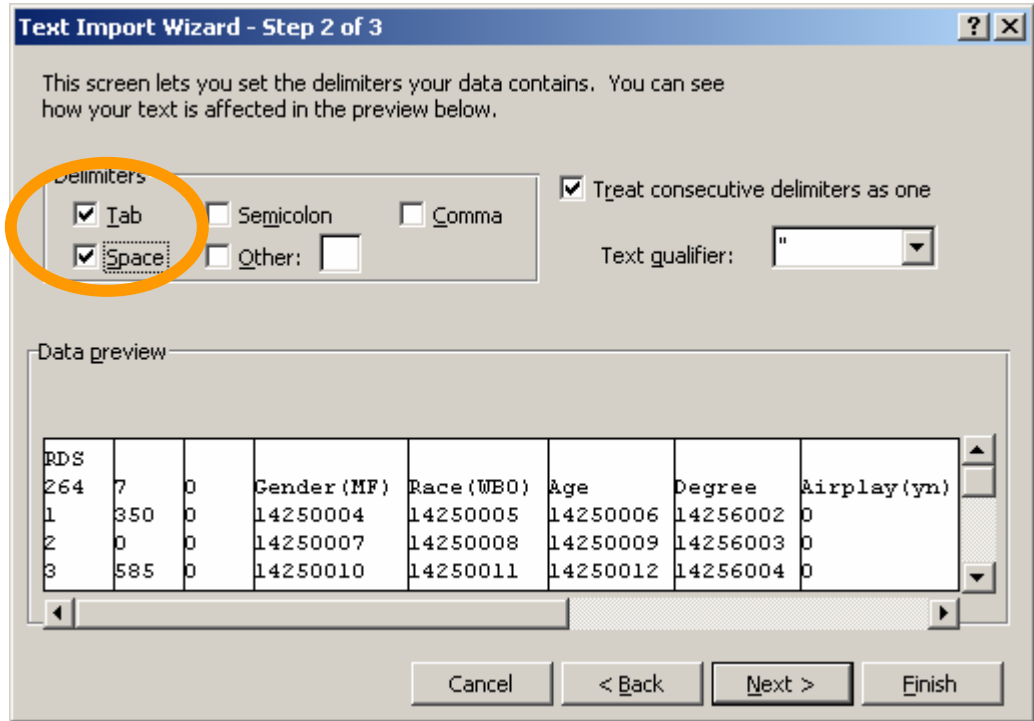 Text Import Wizard - Step 2 of 3
This screen lets you set the delimiters your data contains. You can see
how your text is affected in the preview below.
Delimiters
Tab Semicolon Comma
Space Other:
Treat consecutive delimiters as one
Text qualifier: "
Data preview
RDS
264 7 0 Gender(MF) Race(WBO) Age Degree Airplay(yn)
1 350 0 14250004 14250005 14250006 14256002 0
2 0 0 14250007 14250008 14250009 14256003 0
3 585 0 14250010 14250011 14250012 14256004 0
Cancel < Back Next > Finish